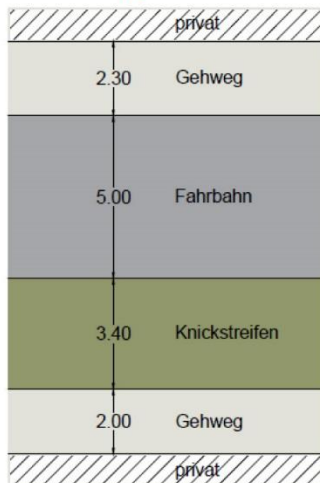 privat
2.30 Gehweg
5.00 Fahrbahn
3.40 Knickstreifen
2.00 Gehweg
privat